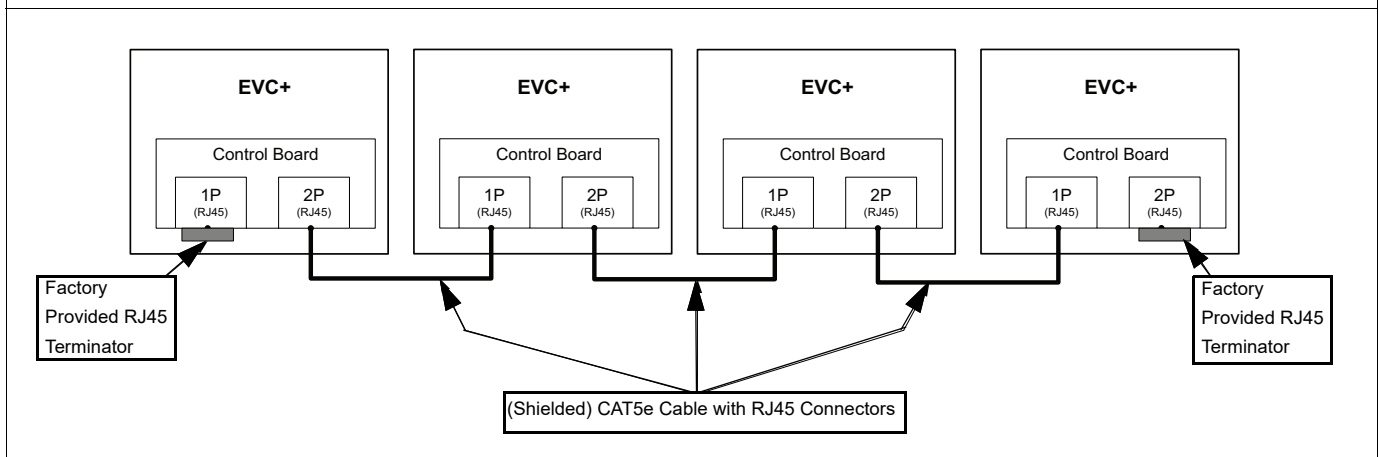 EVC+
EVC+
EVC+
EVC+
Control Board
Control Board
Control Board
Control Board
1P
(RJ45)
2P
(RJ45)
1P
(RJ45)
2P
(RJ45)
1P
(RJ45)
2P
(RJ45)
1P
(RJ45)
2P
(RJ45)
Factory
Provided RJ45
Terminator
Factory
Provided RJ45
Terminator
(Shielded) CAT5e Cable with RJ45 Connectors